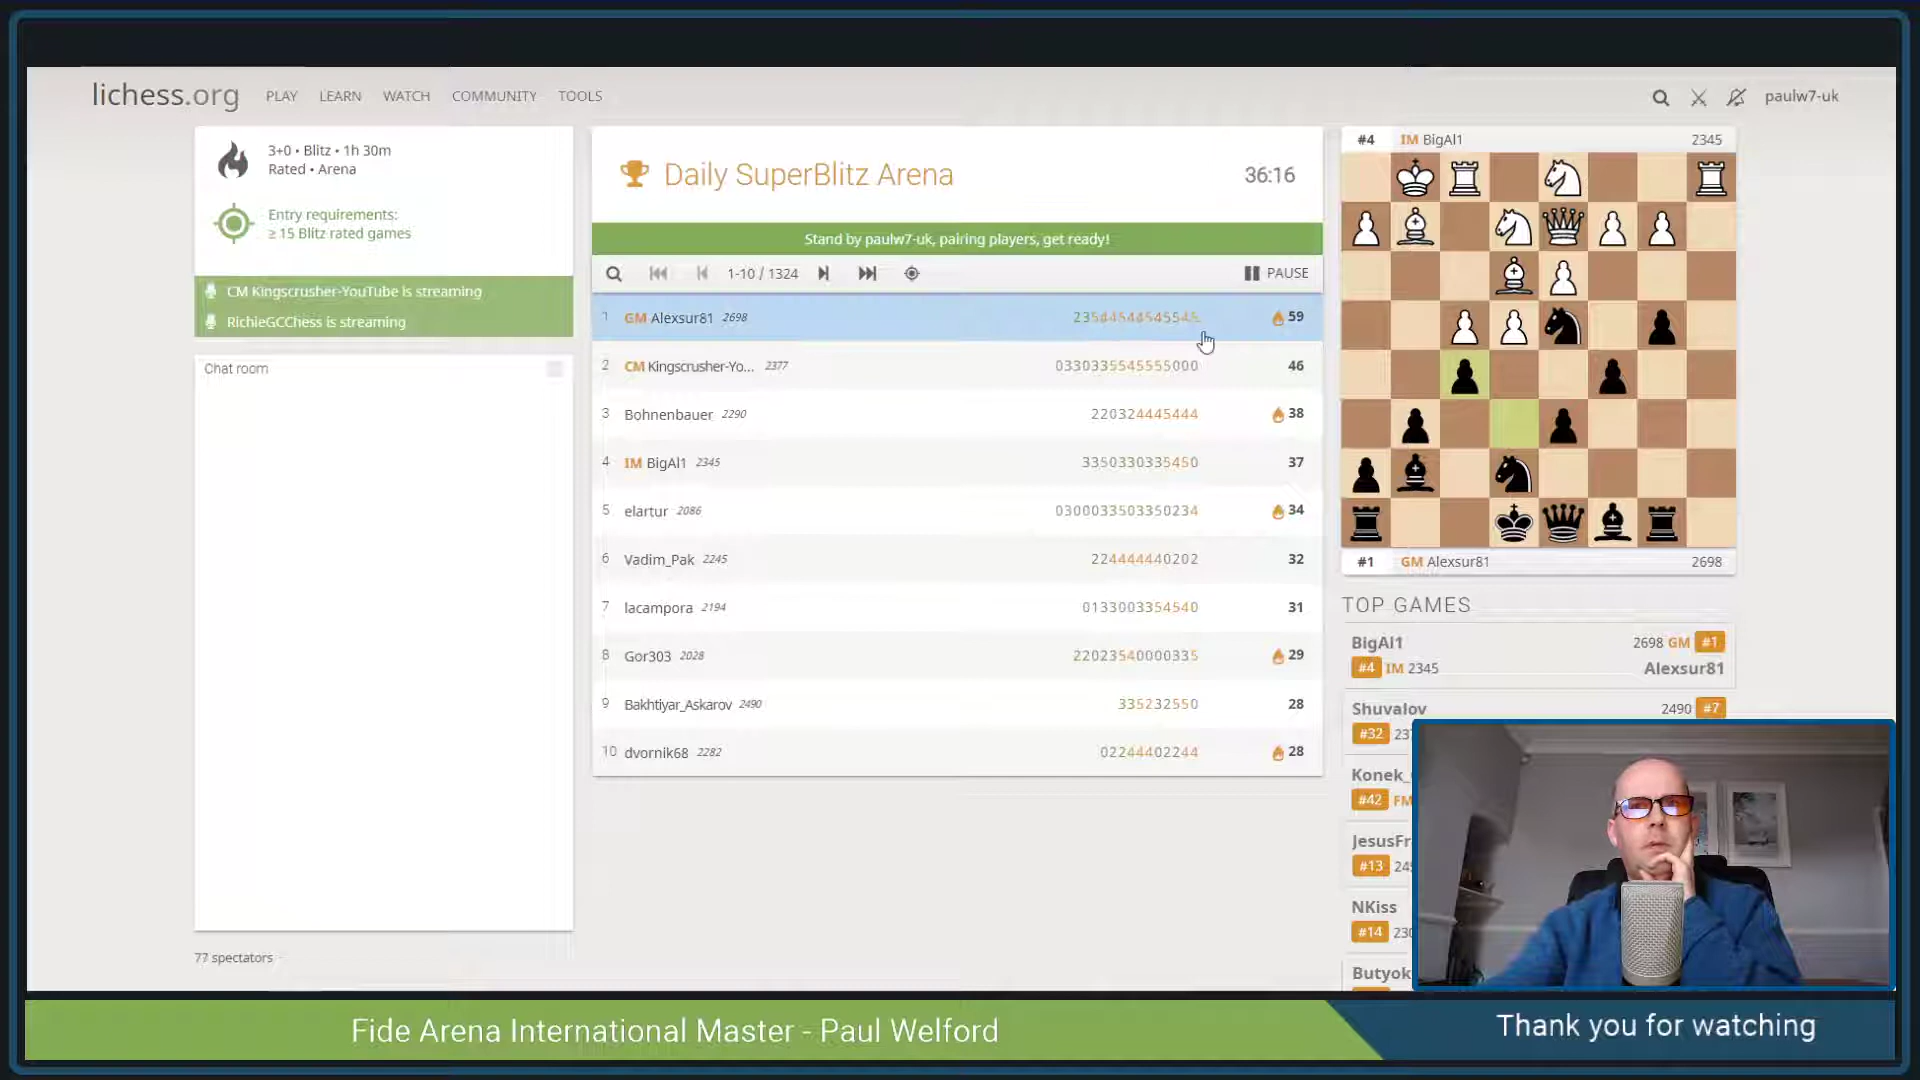 lichess.org PLAY LEARN WATCH COMMUNITY TOOLS paulw7-uk
3+0 • Blitz • 1h 30m
Rated • Arena
Entry requirements:
≥ 15 Blitz rated games
CM Kingscrusher-YouTube is streaming
RichieGCChess is streaming
Chat room
77 spectators
Daily SuperBlitz Arena 36:16
Stand by paulw7-uk, pairing players, get ready!
1-10 / 1324 PAUSE
1 GM Alexsur81 2698 2354454454545 59
2 CM Kingscrusher-Yo... 2377 0330335545555000 46
3 Bohnenbauer 2290 220324445444 38
4 IM BigAl1 2345 3350330335450 37
5 elartur 2086 0300033503350234 34
6 Vadim_Pak 2245 224444440202 32
7 lacampora 2194 0133003354540 31
8 Gor303 2028 22023540000335 29
9 Bakhtiyar_Askarov 2490 335232550 28
10 dvornik68 2282 02244402244 28
#4 IM BigAl1 2345
#1 GM Alexsur81 2698
TOP GAMES
BigAl1 2698 GM #1
#4 IM 2345 Alexsur81
Shuvalov 2490 #7
#32
Konek_
#42 FM
JesusFr
#13
NKiss
#14
Butyok
Fide Arena International Master - Paul Welford
Thank you for watching